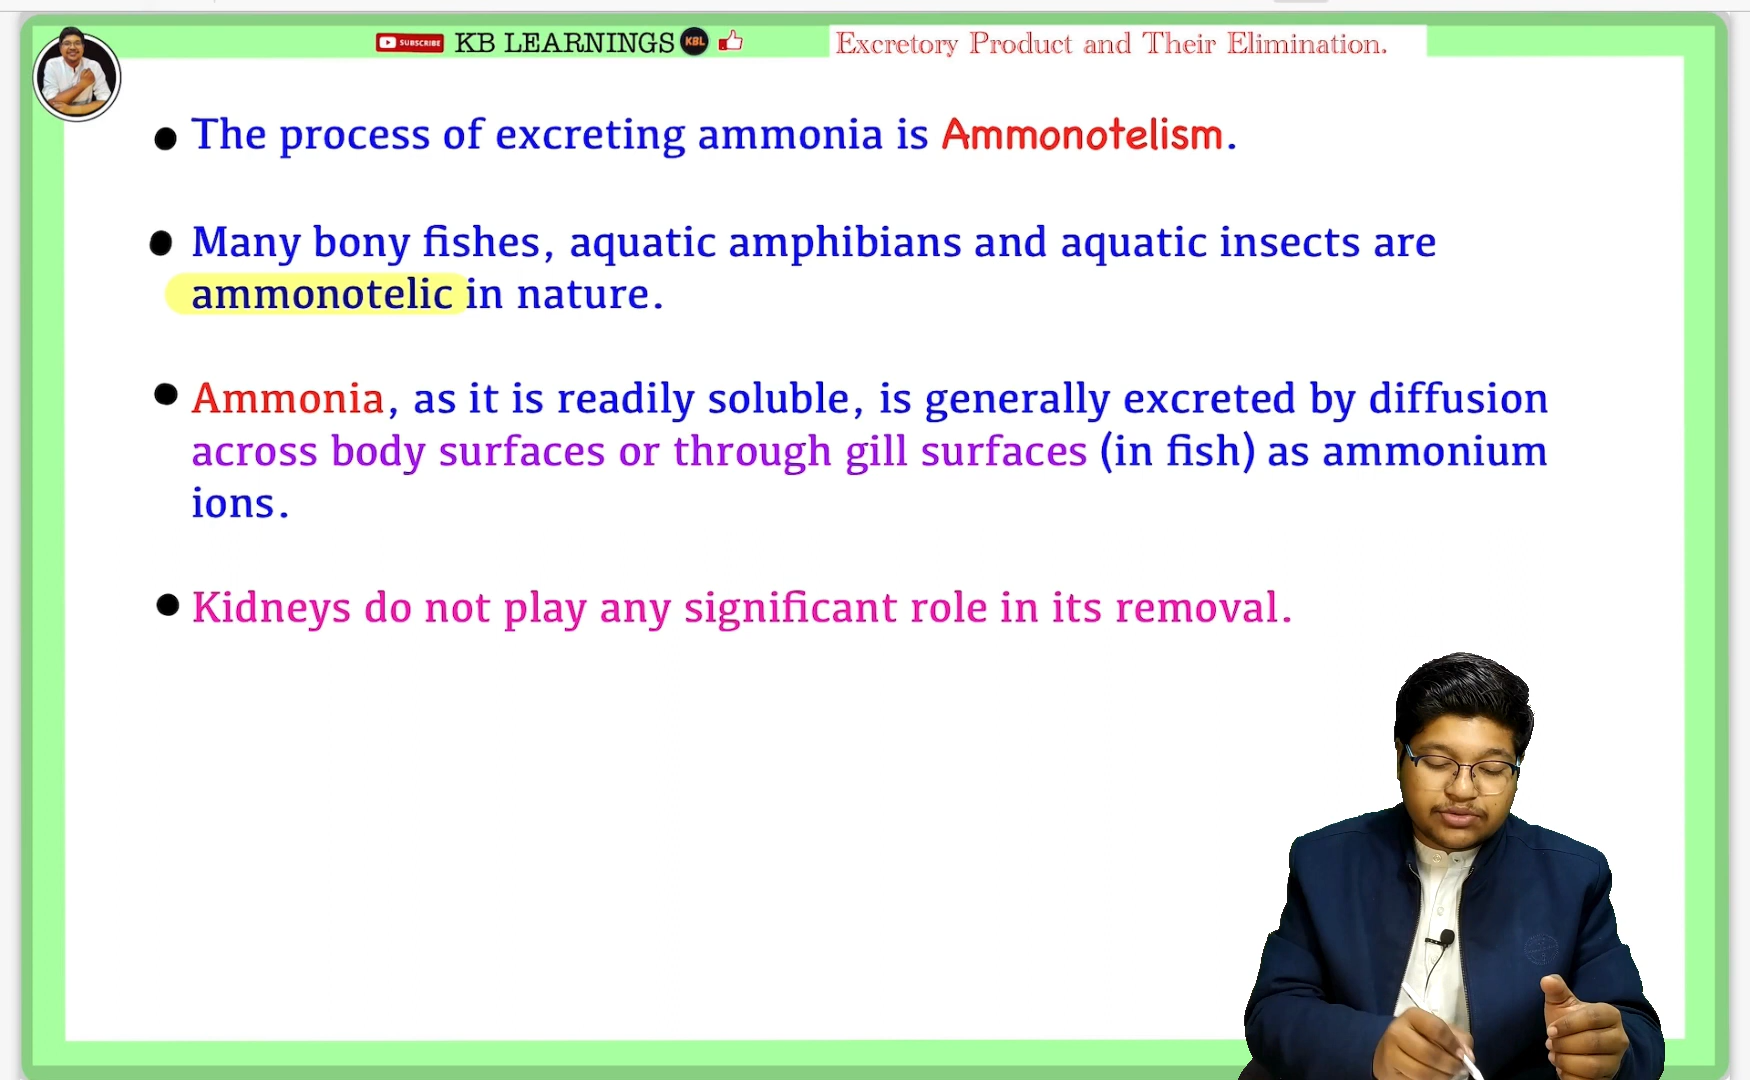 SUBSCRIBE KB LEARNINGS KBL
Excretory Product and Their Elimination.
● The process of excreting ammonia is Ammonotelism.
● Many bony fishes, aquatic amphibians and aquatic insects are
ammonotelic in nature.
● Ammonia, as it is readily soluble, is generally excreted by diffusion
across body surfaces or through gill surfaces (in fish) as ammonium
ions.
● Kidneys do not play any significant role in its removal.